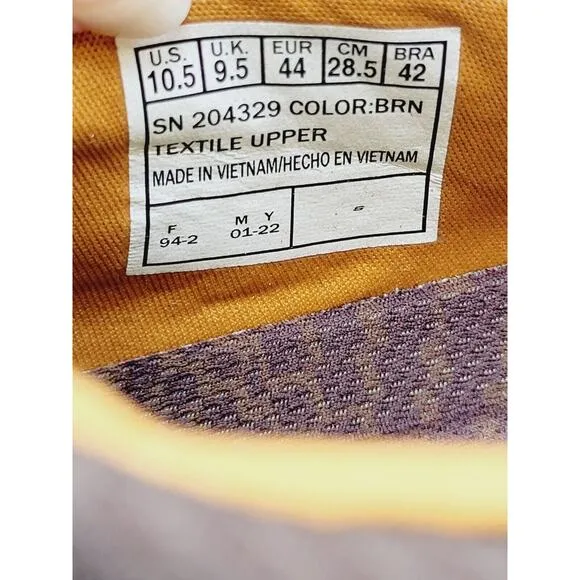 U.S. U.K. EUR CM BRA
10.5 9.5 44 28.5 42
SN 204329 COLOR:BRN
TEXTILE UPPER
MADE IN VIETNAM/HECHO EN VIETNAM
F M Y
94-2 01-22